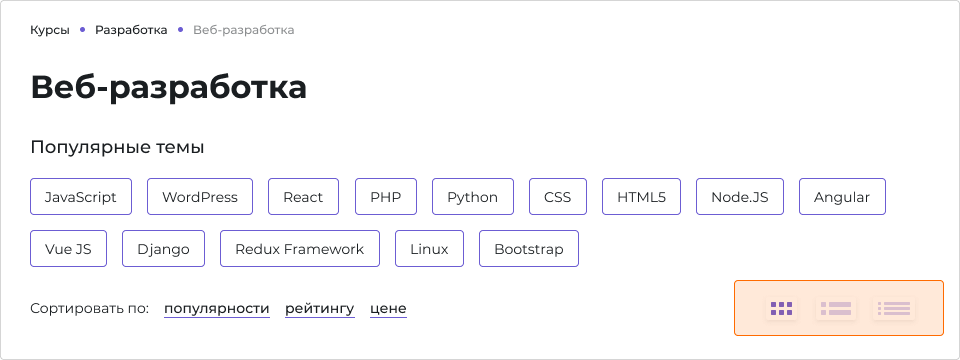 Курсы • Разработка • Веб-разработка
Веб-разработка
Популярные темы
JavaScript WordPress React PHP Python CSS HTML5 Node.JS Angular
Vue JS Django Redux Framework Linux Bootstrap
Сортировать по: популярности рейтингу цене